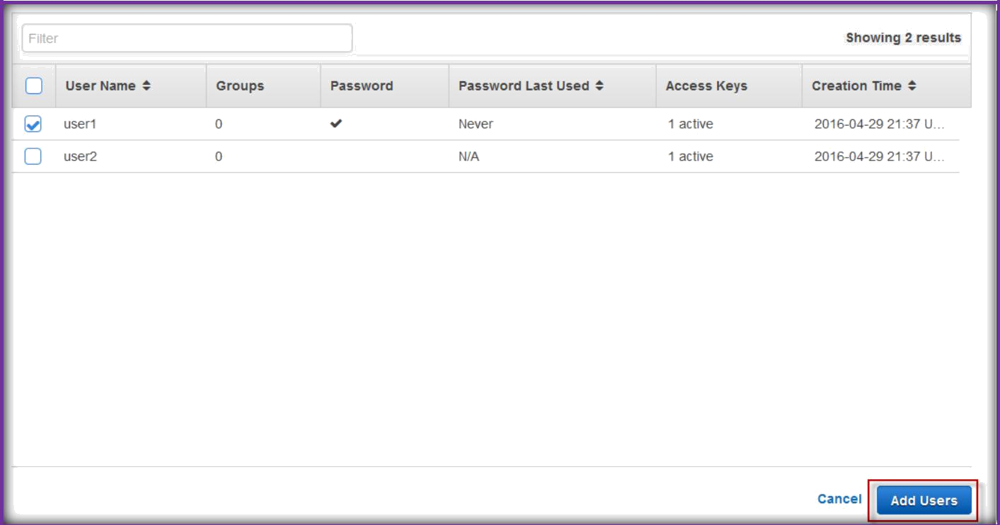 Filter
Showing 2 results
User Name Groups Password Password Last Used Access Keys Creation Time
user1 0 Never 1 active 2016-04-29 21:37 U...
user2 0 N/A 1 active 2016-04-29 21:37 U...
Cancel Add Users